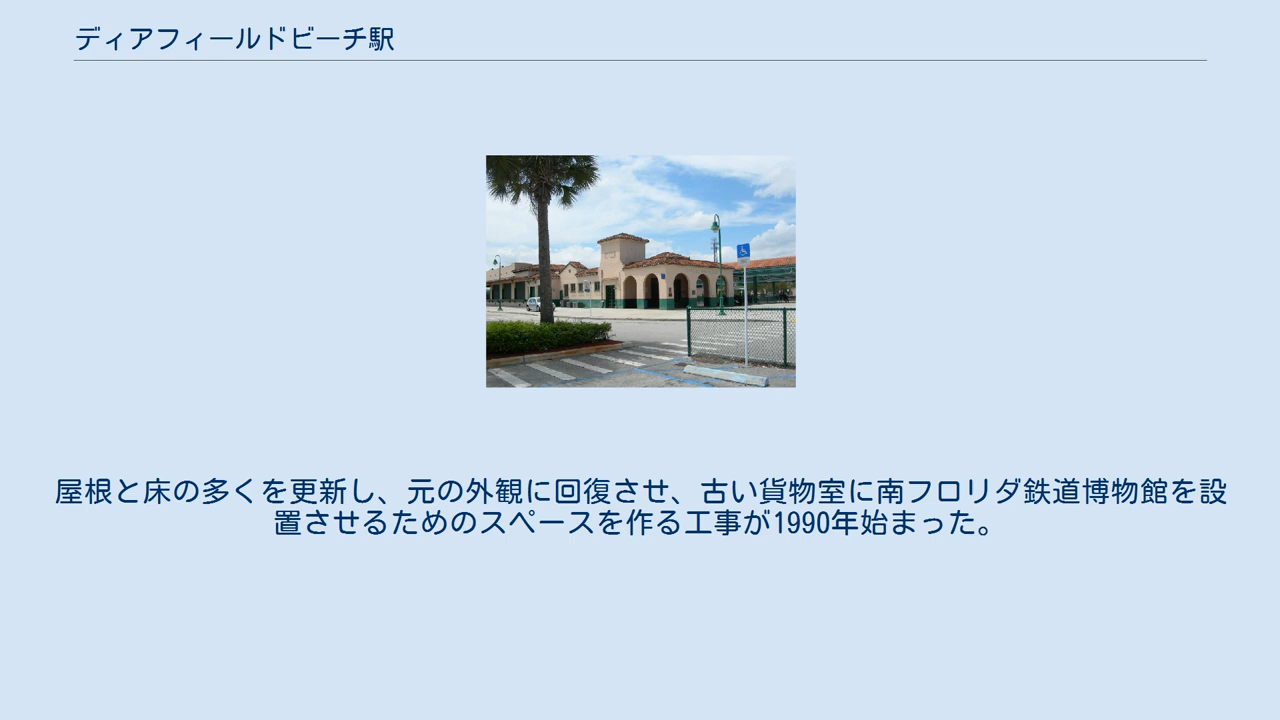 ディアフィールドビーチ駅
屋根と床の多くを更新し、元の外観に回復させ、古い貨物室に南フロリダ鉄道博物館を設
置させるためのスペースを作る工事が1990年始まった。